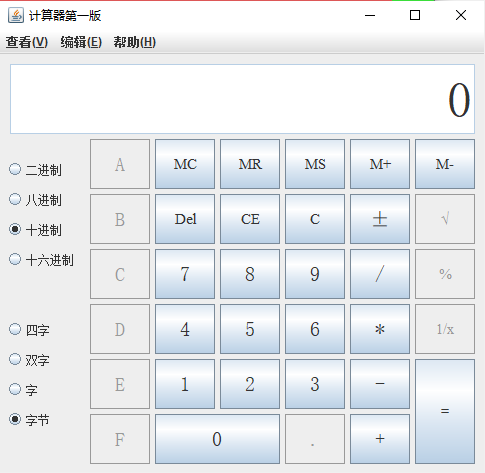 计算器第一版
查看(V) 编辑(E) 帮助(H)
0
二进制 A MC MR MS M+ M-
八进制 B Del CE C ± √
十进制
十六进制 C 7 8 9 / %
四字 D 4 5 6 * 1/x
双字 E 1 2 3 - =
字
字节 F 0 . +